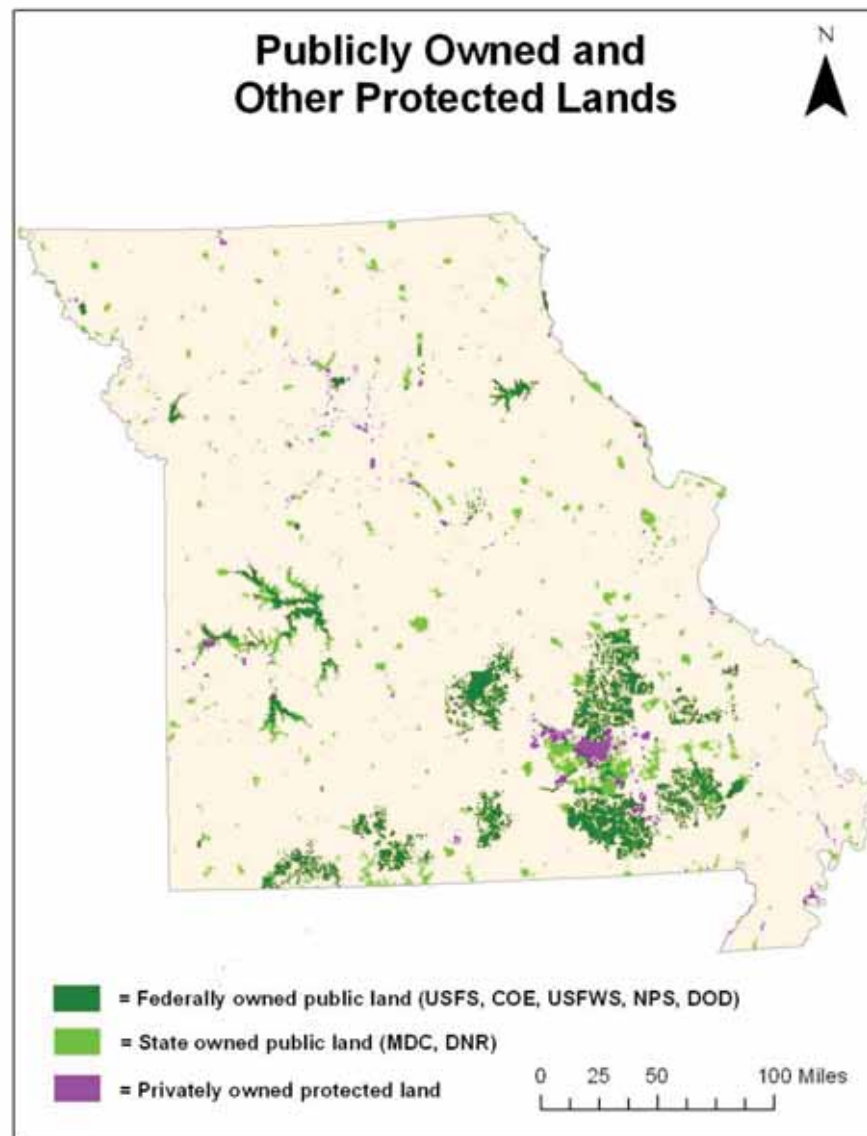 Publicly Owned and
Other Protected Lands
N
= Federally owned public land (USFS, COE, USFWS, NPS, DOD)
= State owned public land (MDC, DNR)
= Privately owned protected land
0 25 50 100 Miles